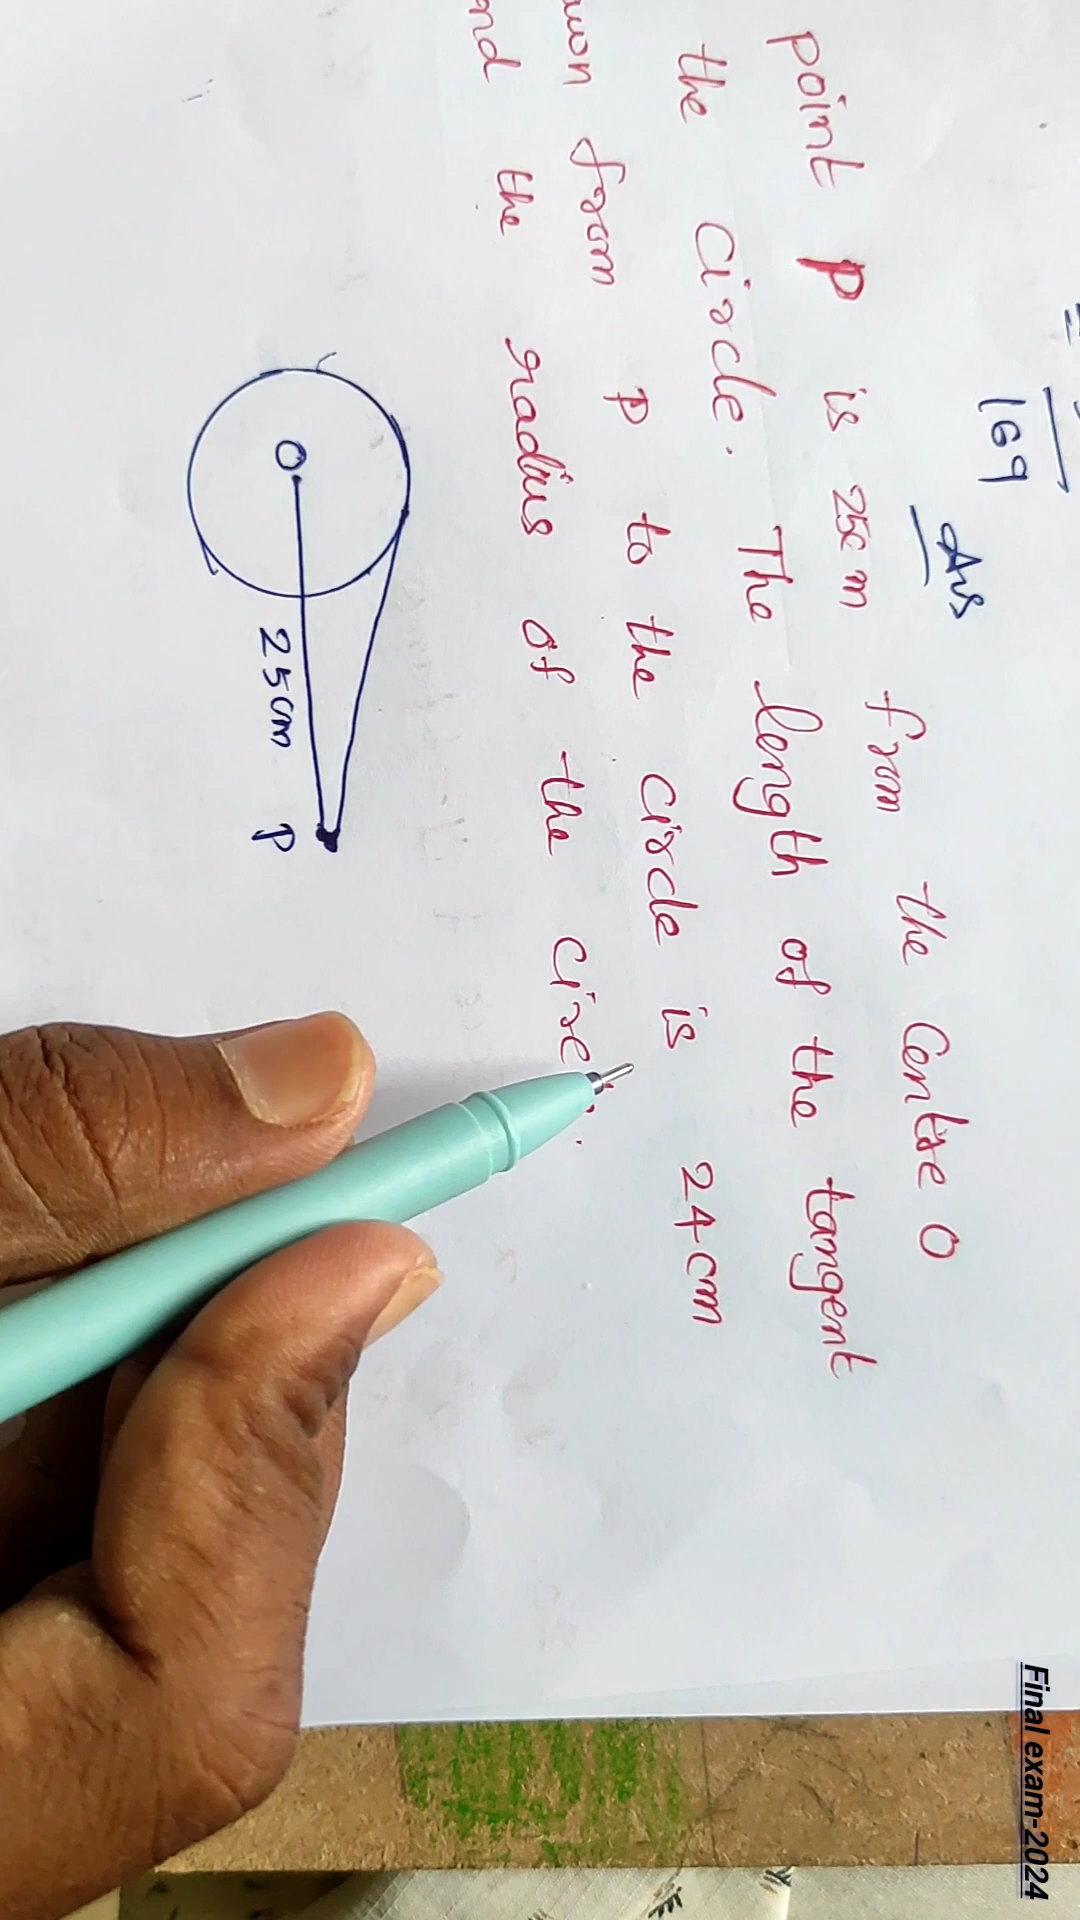 169
Ans
point P is 25cm from the Centre O
the Circle. The length of the tangent
from P to the circle is 24cm
the radius of the
O
25cm
P
Final exam-2024